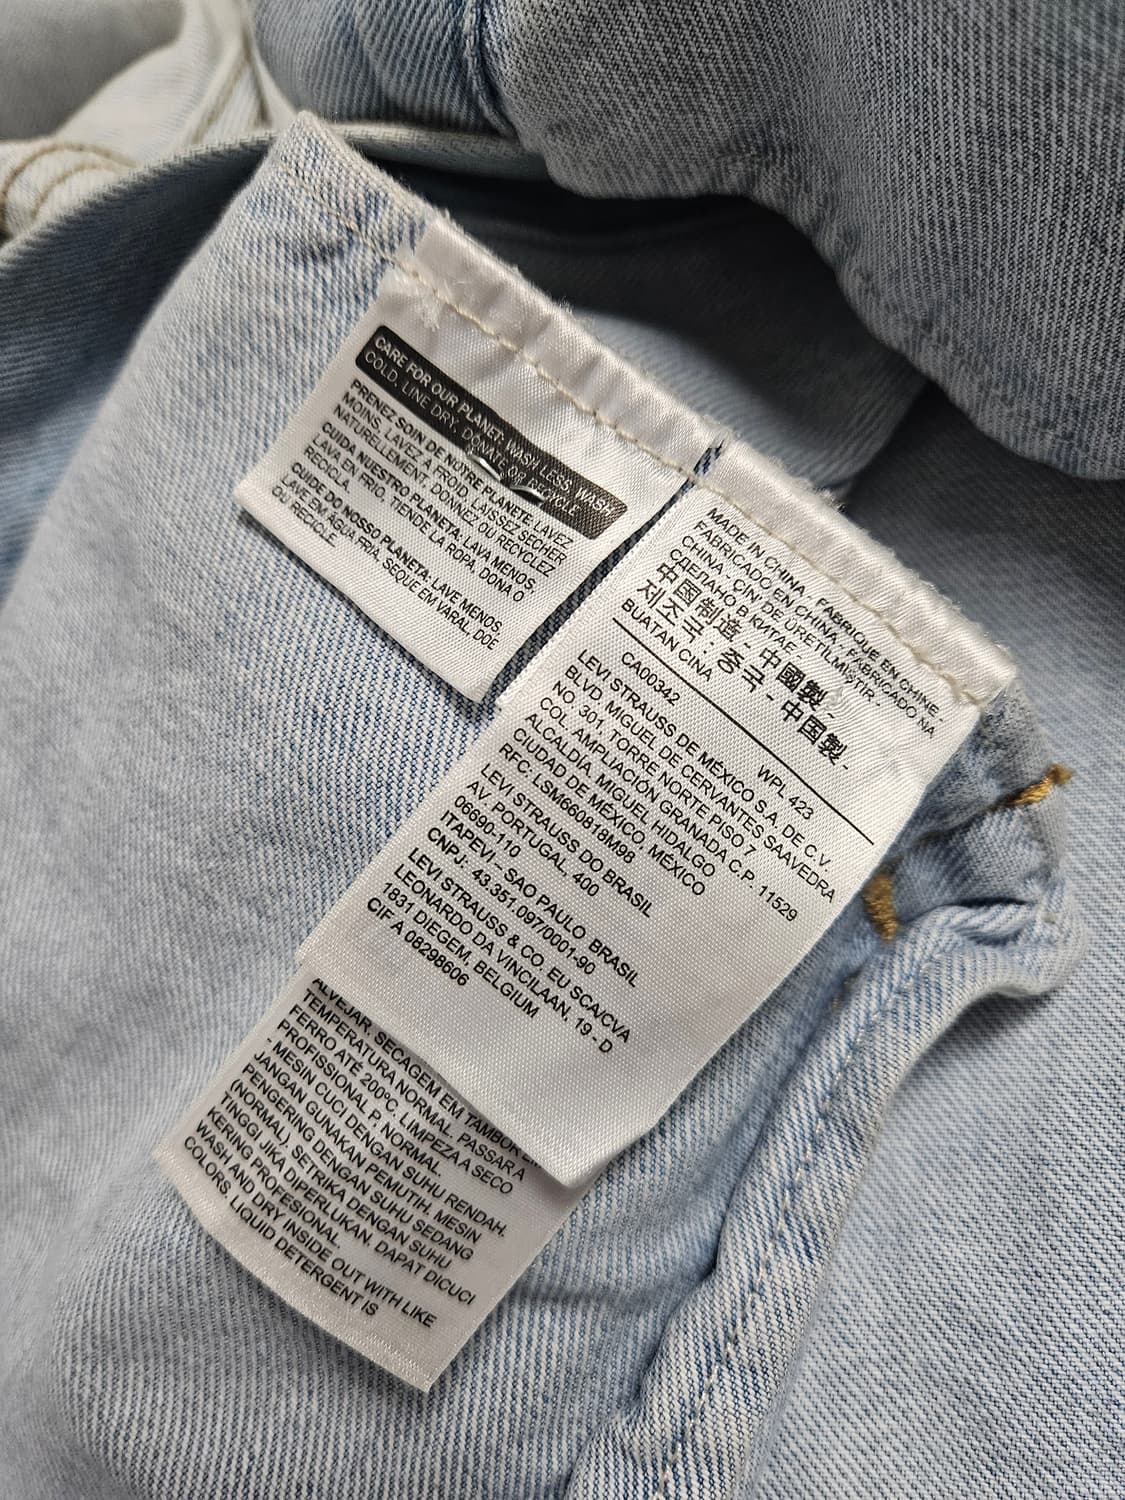 CARE FOR OUR PLANET: WASH LESS, WASH
COLD, LINE DRY, DONATE OR RECYCLE
PRENEZ SOIN DE NOTRE PLANETE: LAVEZ
MOINS, LAVEZ A FROID, LAISSEZ SÉCHER
NATURELLEMENT, DONNEZ OU RECYCLEZ
CUIDA NUESTRO PLANETA: LAVA MENOS,
LAVA EN FRIO, TIENDE LA ROPA, DONA O
RECICLA.
CUIDE DO NOSSO PLANETA: LAVE MENOS,
LAVE EM ÁGUA FRIA, SEQUE EM VARAL, DOE
OU RECICLE.
MADE IN CHINA . FABRIQUE EN CHINE -
FABRICADO EN CHINA . FABRICADO NA
CHINA . ÇİN' DE ÜRETİLMİŞTİR -
СДЕЛАНО В КИТАЕ
中国制造 - 中國製 -
제조국 : 중국 - 中国製 -
BUATAN CINA
CA00342 WPL 423
LEVI STRAUSS DE MÉXICO S.A. DE C.V.
BLVD. MIGUEL DE CERVANTES SAAVEDRA
NO. 301, TORRE NORTE PISO 7
COL. AMPLIACIÓN GRANADA C.P. 11529
ALCALDÍA. MIGUEL HIDALGO
CIUDAD DE MÉXICO, MÉXICO
RFC: LSM660818M98
LEVI STRAUSS DO BRASIL
AV. PORTUGAL, 400
06690-110
ITAPEVI – SAO PAULO BRASIL
CNPJ: 43.351.097/0001-90
LEVI STRAUSS & CO. EU SCA/CVA
LEONARDO DA VINCILAAN, 19 - D
1831 DIEGEM, BELGIUM
CIF A 08298606
ALVEJAR. SECAGEM EM TAMBOR
TEMPERATURA NORMAL. PASSAR A
FERRO ATÉ 200ºC. LIMPEZA A SECO
PROFISSIONAL P, NORMAL.
- MESIN CUCI DENGAN SUHU RENDAH.
JANGAN GUNAKAN PEMUTIH. MESIN
PENGERING DENGAN SUHU SEDANG
(NORMAL), SETRIKA DENGAN SUHU
TINGGI JIKA DIPERLUKAN. DAPAT DICUCI
KERING PROFESIONAL.
WASH AND DRY INSIDE OUT WITH LIKE
COLORS, LIQUID DETERGENT IS